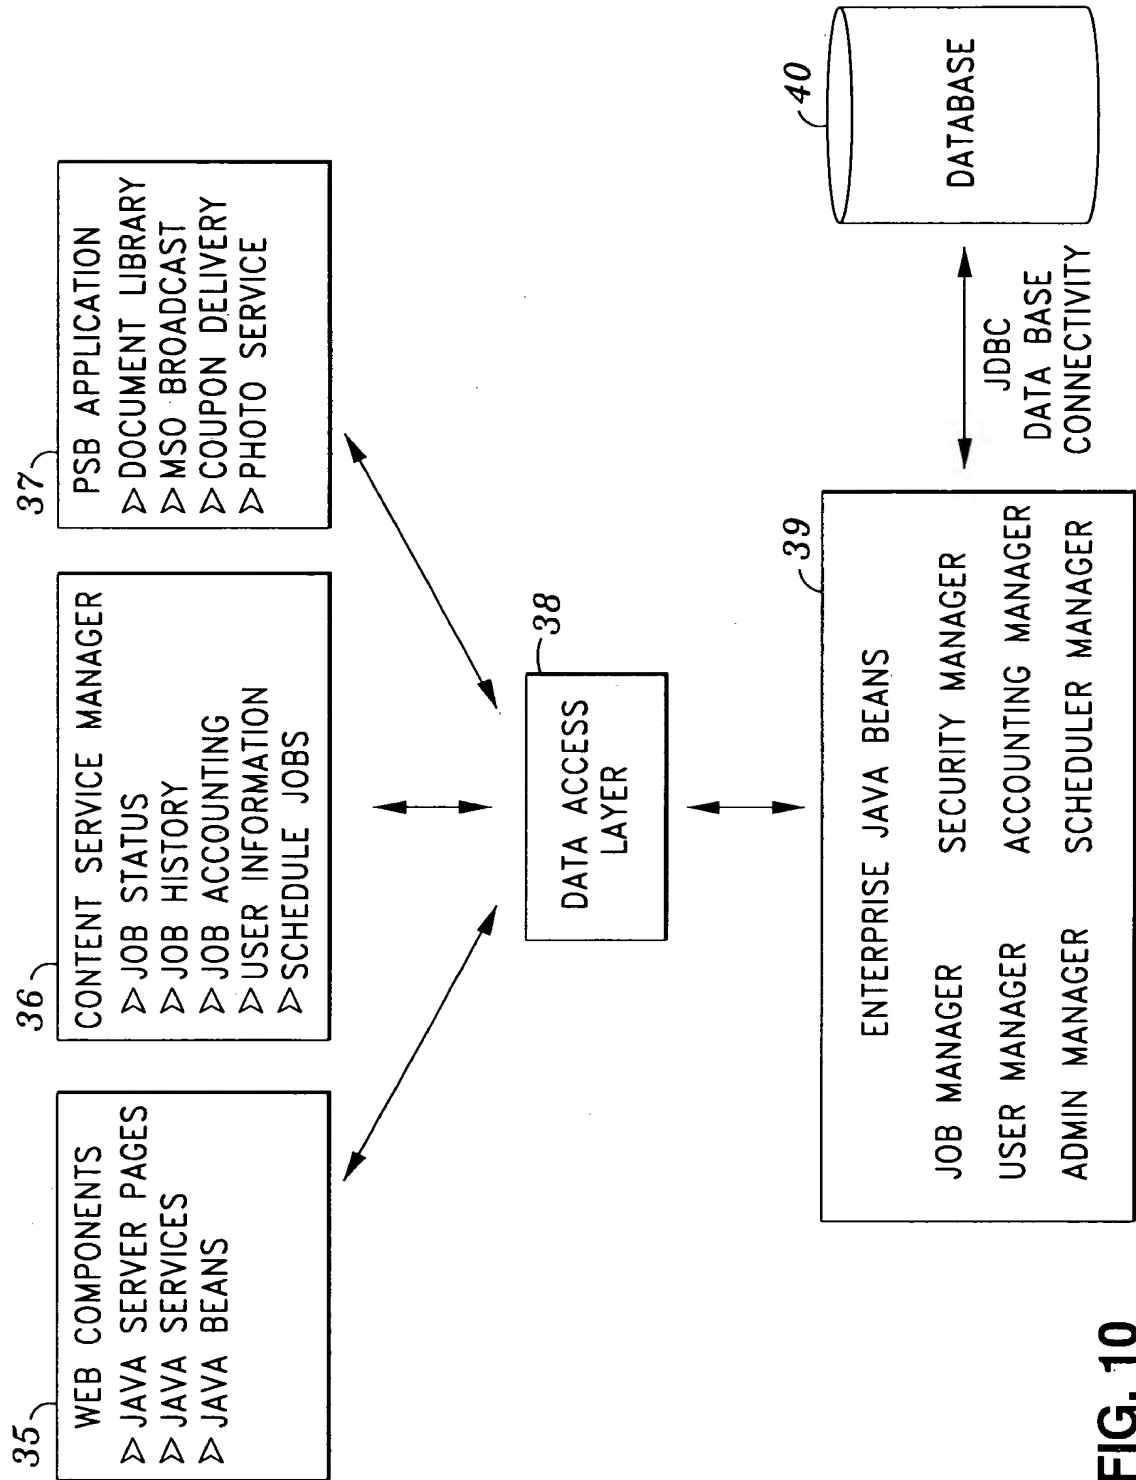 35
WEB COMPONENTS
> JAVA SERVER PAGES
> JAVA SERVICES
> JAVA BEANS
36
CONTENT SERVICE MANAGER
> JOB STATUS
> JOB HISTORY
> JOB ACCOUNTING
> USER INFORMATION
> SCHEDULE JOBS
37
PSB APPLICATION
> DOCUMENT LIBRARY
> MSO BROADCAST
> COUPON DELIVERY
> PHOTO SERVICE
38
DATA ACCESS
LAYER
39
ENTERPRISE JAVA BEANS
JOB MANAGER SECURITY MANAGER
USER MANAGER ACCOUNTING MANAGER
ADMIN MANAGER SCHEDULER MANAGER
JDBC
DATA BASE
CONNECTIVITY
40
DATABASE
FIG. 10